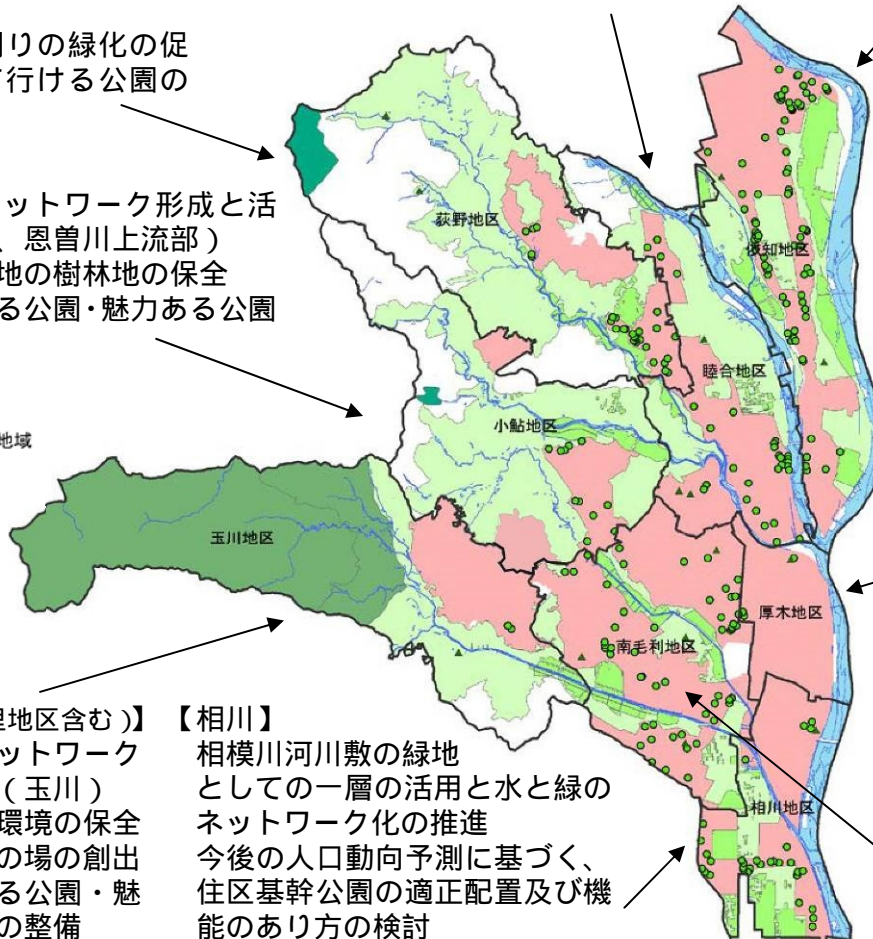 りの緑化の促
行ける公園の
ットワーク形成と活
、恩曽川上流部）
地の樹林地の保全
る公園・魅力ある公園
地域
荻野地区
依知地区
睦合地区
小鮎地区
玉川地区
厚木地区
南毛利地区
相川地区
地区含む）】
ットワーク
（玉川）
環境の保全
の場の創出
る公園・魅
の整備
【相川】
相模川河川敷の緑地
としての一層の活用と水と緑の
ネットワーク化の推進
今後の人口動向予測に基づく、
住区基幹公園の適正配置及び機
能のあり方の検討